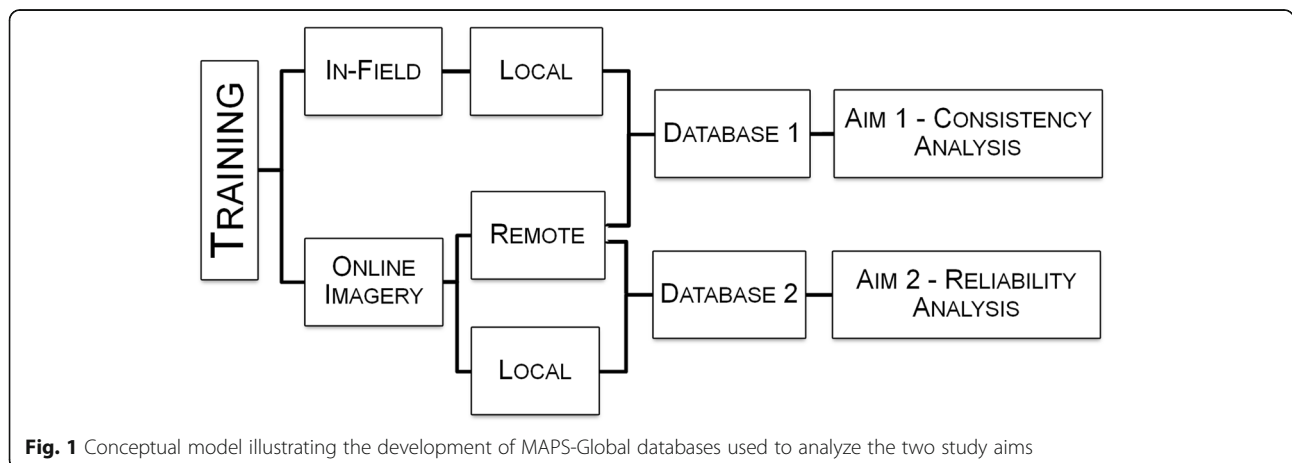 TRAINING
IN-FIELD
LOCAL
DATABASE 1
AIM 1 - CONSISTENCY
ANALYSIS
ONLINE
IMAGERY
REMOTE
LOCAL
DATABASE 2
AIM 2 - RELIABILITY
ANALYSIS
Fig. 1 Conceptual model illustrating the development of MAPS-Global databases used to analyze the two study aims